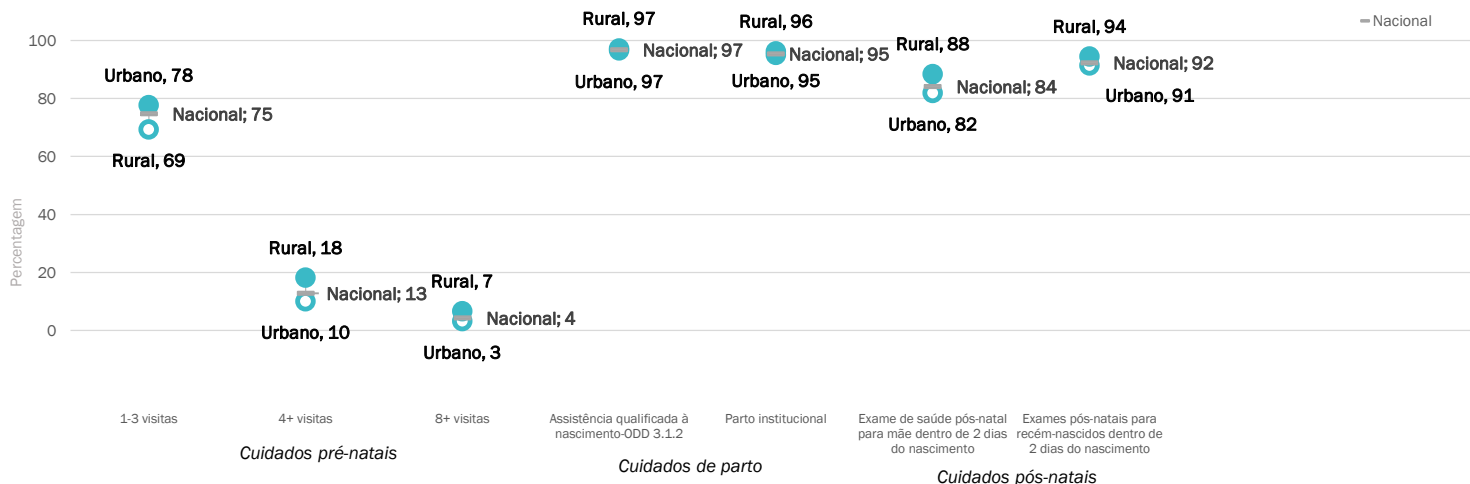 Nacional
Percentagem
100
80
60
40
20
0
Urbano, 78
Nacional; 75
Rural, 69
Rural, 18
Nacional; 13
Urbano, 10
Rural, 7
Nacional; 4
Urbano, 3
Rural, 97
Nacional; 97
Urbano, 97
Rural, 96
Nacional; 95
Urbano, 95
Rural, 88
Nacional; 84
Urbano, 82
Rural, 94
Nacional; 92
Urbano, 91
1-3 visitas
4+ visitas
8+ visitas
Assistência qualificada à
nascimento-ODD 3.1.2
Parto institucional
Exame de saúde pós-natal
para mãe dentro de 2 dias
do nascimento
Exames pós-natais para
recém-nascidos dentro de
2 dias do nascimento
Cuidados pré-natais
Cuidados de parto
Cuidados pós-natais